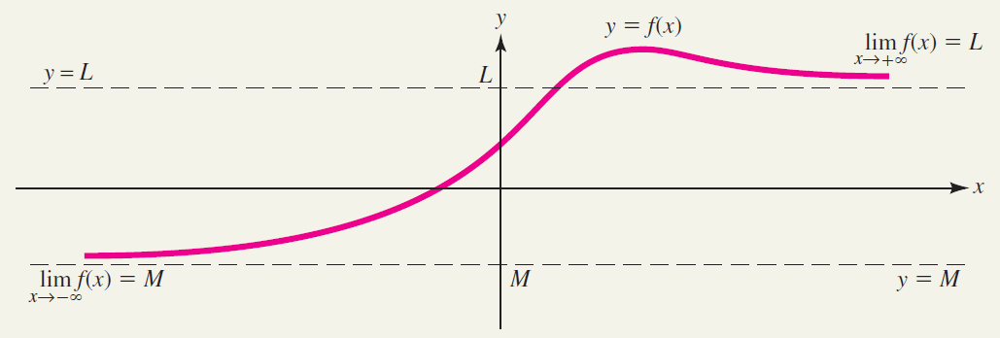 y
y = f(x)
lim f(x) = L
x→+∞
y = L
L
x
lim f(x) = M
x→−∞
M
y = M